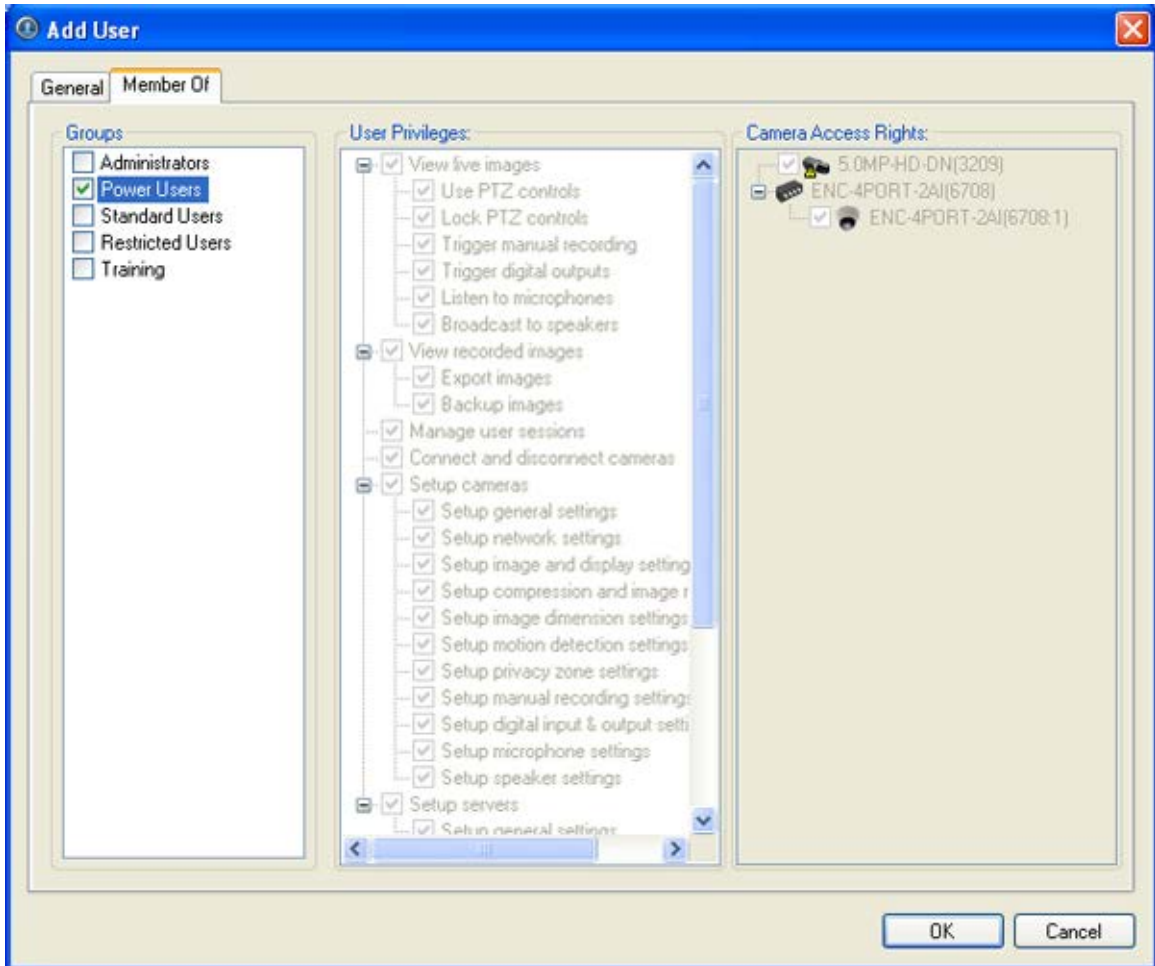 Add User
General
Member Of
Groups
Administrators
Power Users
Standard Users
Restricted Users
Training
User Privileges:
View live images
Use PTZ controls
Lock PTZ controls
Trigger manual recording
Trigger digital outputs
Listen to microphones
Broadcast to speakers
View recorded images
Export images
Backup images
Manage user sessions
Connect and disconnect cameras
Setup cameras
Setup general settings
Setup network settings
Setup image and display setting
Setup compression and image r
Setup image dimension settings
Setup motion detection settings
Setup privacy zone settings
Setup manual recording settings
Setup digital input & output setti
Setup microphone settings
Setup speaker settings
Setup servers
Setup general settings
Camera Access Rights:
5.0MP-HD-DN(3209)
ENC-4PORT-2AI(6708)
ENC-4PORT-2AI(6708:1)
OK
Cancel